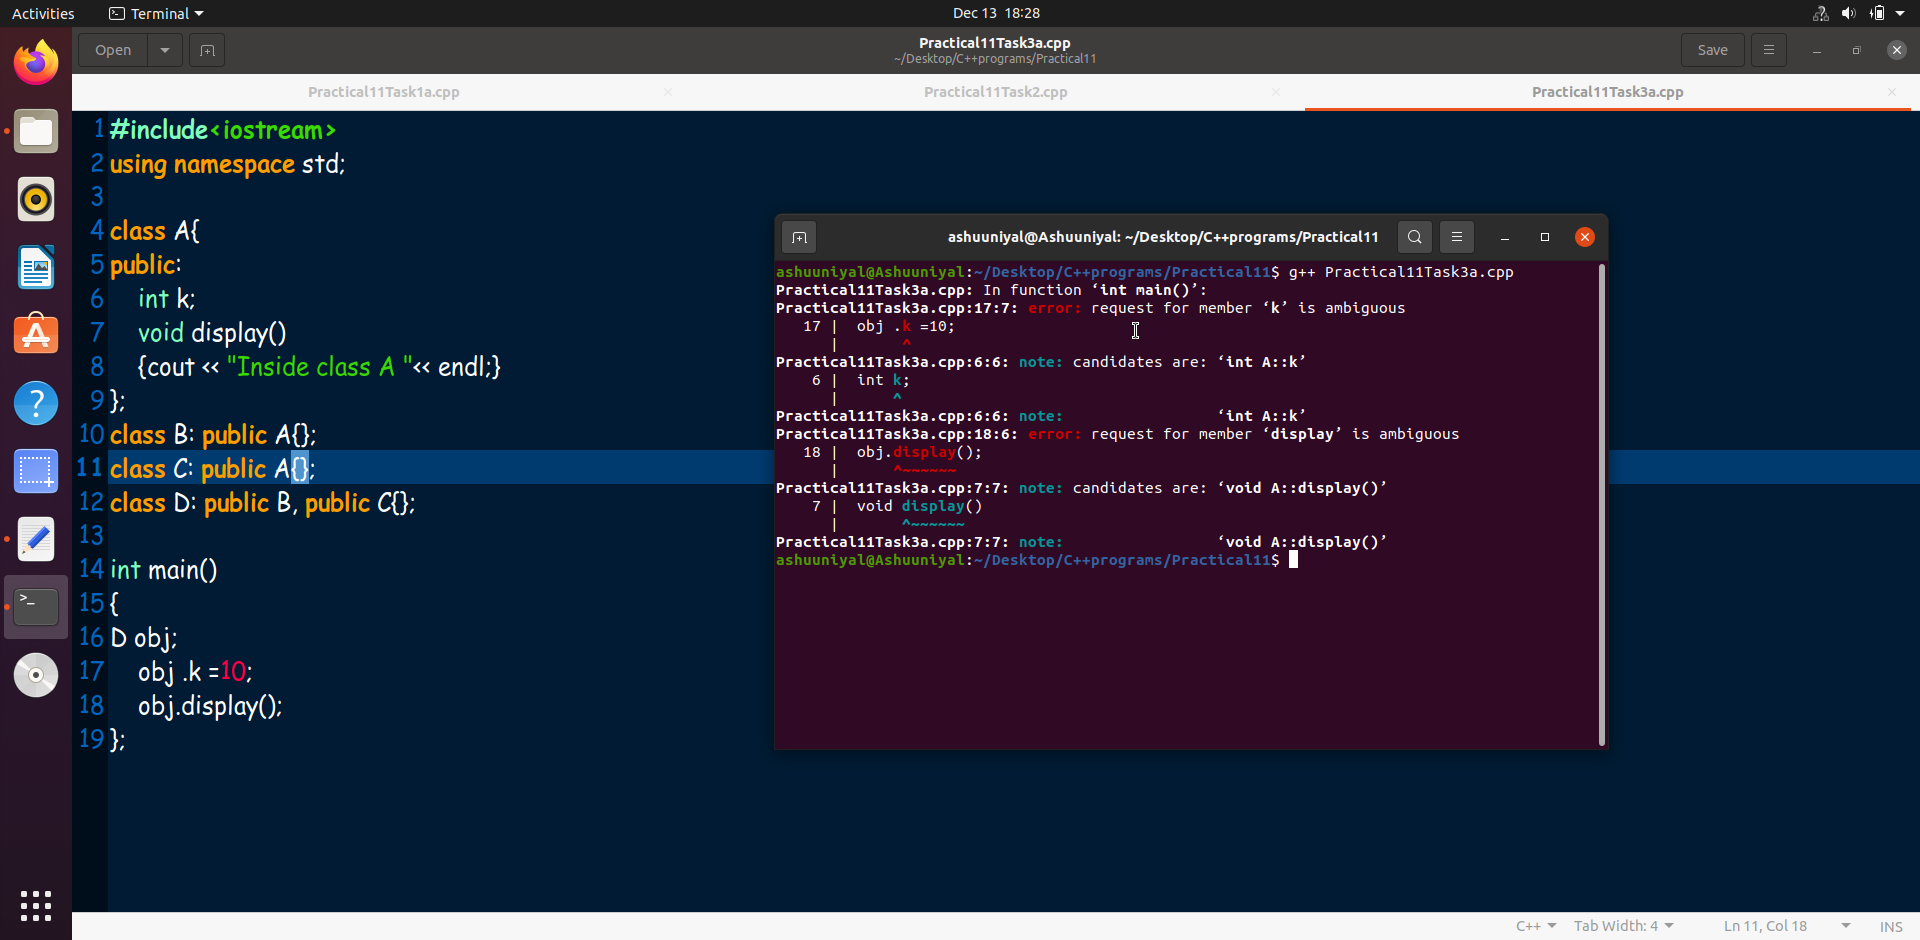 Activities
Terminal
Dec 13 18:28
Open
Practical11Task3a.cpp
~/Desktop/C++programs/Practical11
Save
Practical11Task1a.cpp
Practical11Task2.cpp
Practical11Task3a.cpp
1 #include<iostream>
2 using namespace std;
3
4 class A{
5 public:
6 int k;
7 void display()
8 {cout << "Inside class A "<< endl;}
9 };
10 class B: public A{};
11 class C: public A{};
12 class D: public B, public C{};
13
14 int main()
15 {
16 D obj;
17 obj .k =10;
18 obj.display();
19 };
ashuuniyal@Ashuuniyal: ~/Desktop/C++programs/Practical11
ashuuniyal@Ashuuniyal:~/Desktop/C++programs/Practical11$ g++ Practical11Task3a.cpp
Practical11Task3a.cpp: In function ‘int main()’:
Practical11Task3a.cpp:17:7: error: request for member ‘k’ is ambiguous
17 | obj .k =10;
| ^
Practical11Task3a.cpp:6:6: note: candidates are: ‘int A::k’
6 | int k;
| ^
Practical11Task3a.cpp:6:6: note: ‘int A::k’
Practical11Task3a.cpp:18:6: error: request for member ‘display’ is ambiguous
18 | obj.display();
| ^~~~~~~
Practical11Task3a.cpp:7:7: note: candidates are: ‘void A::display()’
7 | void display()
| ^~~~~~~
Practical11Task3a.cpp:7:7: note: ‘void A::display()’
ashuuniyal@Ashuuniyal:~/Desktop/C++programs/Practical11$
C++
Tab Width: 4
Ln 11, Col 18
INS